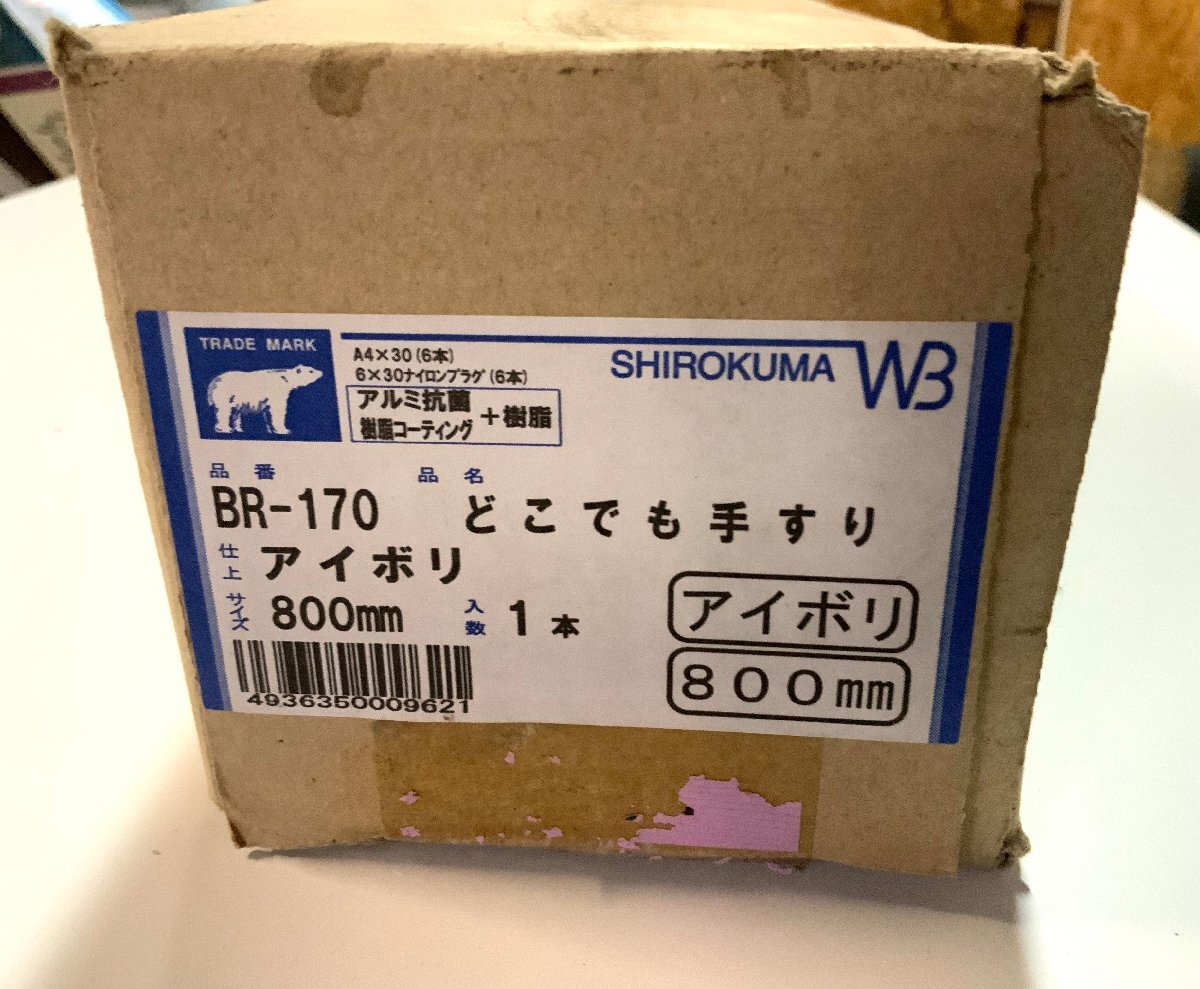 TRADE MARK
A4×30(6本)
6×30ナイロンプラグ(6本)
アルミ抗菌
樹脂コーティング
+樹脂
SHIROKUMA WB
品番 品名
BR-170 どこでも手すり
仕上 アイボリ
サイズ 800mm 入数 1本
アイボリ
800mm
4936350009621